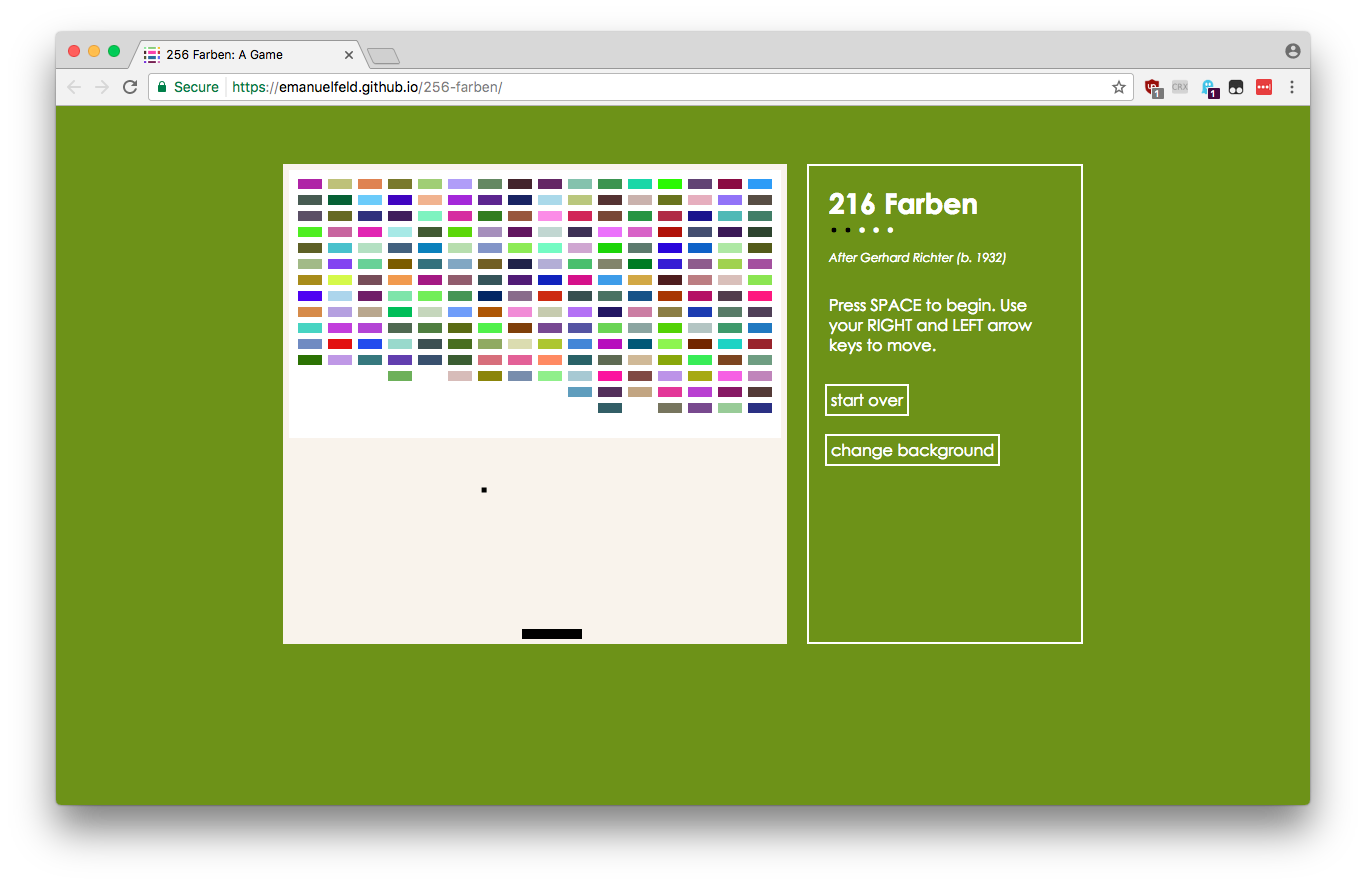 256 Farben: A Game
Secure https://emanuelfeld.github.io/256-farben/
1 CRX 1
216 Farben
After Gerhard Richter (b. 1932)
Press SPACE to begin. Use
your RIGHT and LEFT arrow
keys to move.
start over
change background